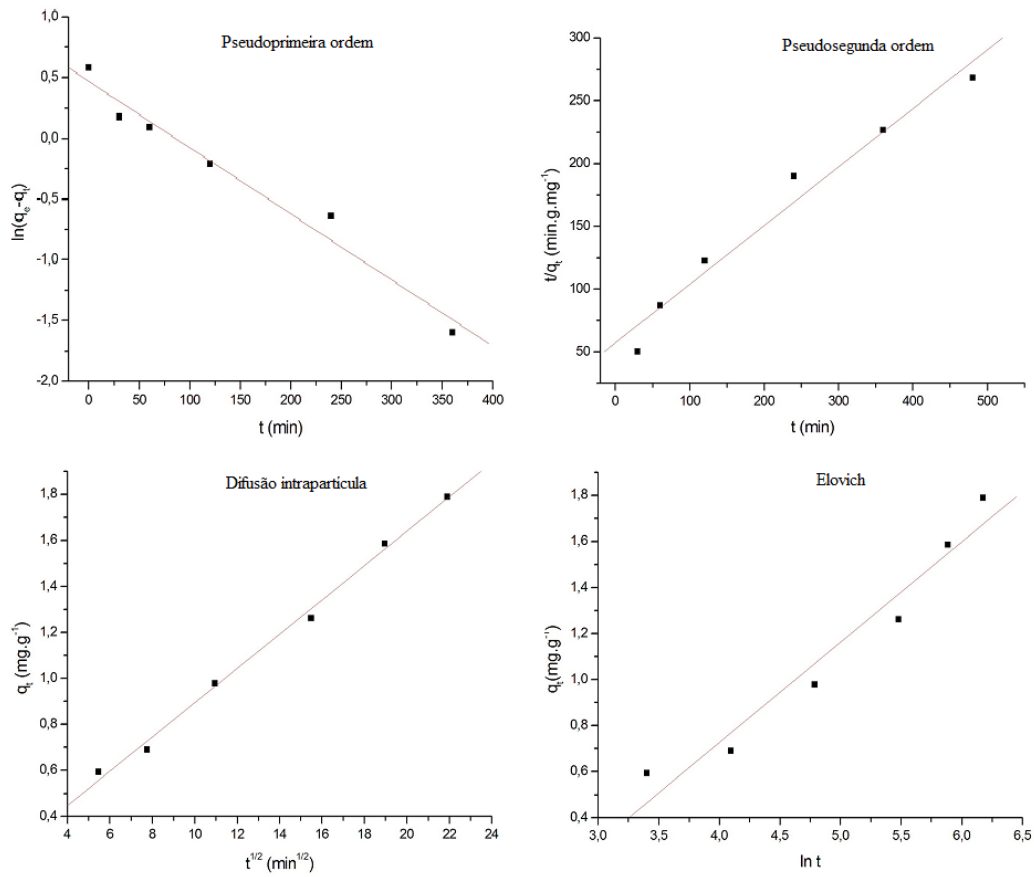 Pseudoprimeira ordem
1,0
0,5
0,0
-0,5
-1,0
-1,5
-2,0
ln(qₑ-qₜ)
0 50 100 150 200 250 300 350 400
t (min)
Pseudosegunda ordem
300
250
200
150
100
50
t/qₜ (min.g.mg⁻¹)
0 100 200 300 400 500
t (min)
Difusão intraparticula
1,8
1,6
1,4
1,2
1,0
0,8
0,6
0,4
qₜ (mg.g⁻¹)
4 6 8 10 12 14 16 18 20 22 24
t¹ᐟ² (min¹ᐟ²)
Elovich
1,8
1,6
1,4
1,2
1,0
0,8
0,6
0,4
qₜ(mg.g⁻¹)
3,0 3,5 4,0 4,5 5,0 5,5 6,0 6,5
ln t